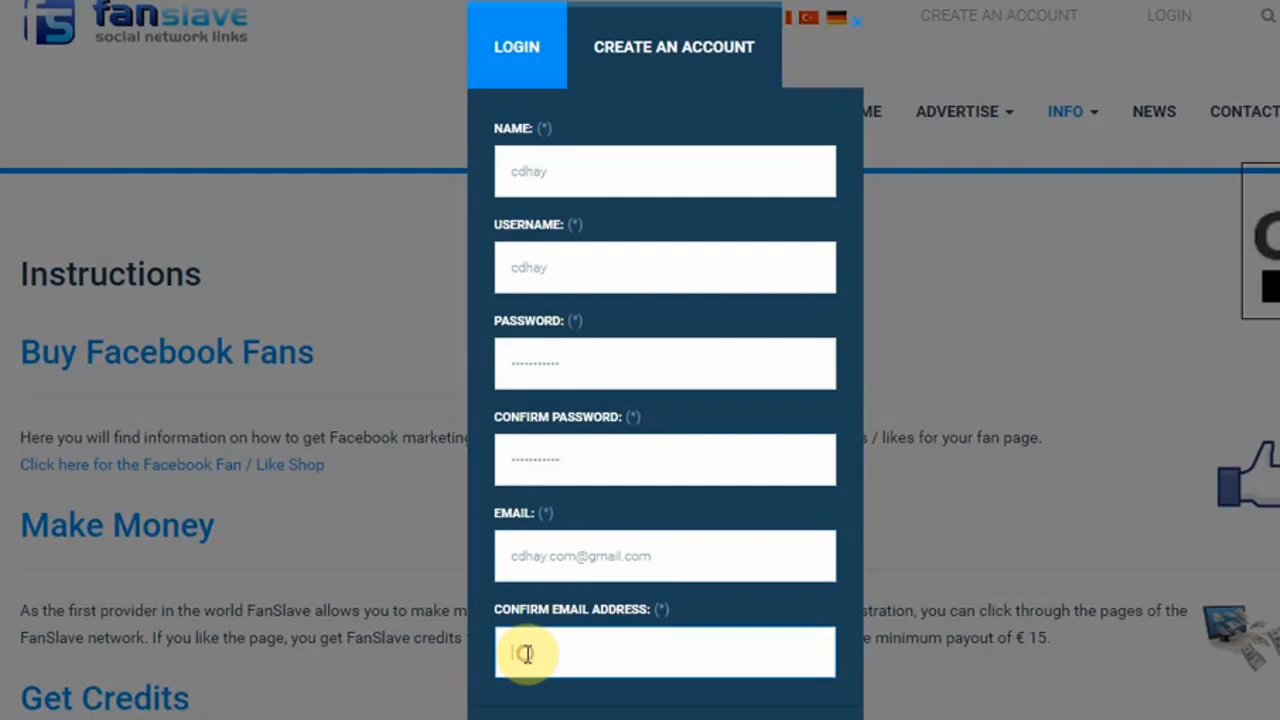 fanslave
social network links
CREATE AN ACCOUNT
LOGIN
LOGIN
CREATE AN ACCOUNT
ME
ADVERTISE
INFO
NEWS
CONTACT
NAME: (*)
cdhay
USERNAME: (*)
cdhay
PASSWORD: (*)
-----------
CONFIRM PASSWORD: (*)
-----------
EMAIL: (*)
cdhay.com@gmail.com
CONFIRM EMAIL ADDRESS: (*)
Instructions
Buy Facebook Fans
Here you will find information on how to get Facebook marketing s / likes for your fan page.
Click here for the Facebook Fan / Like Shop
Make Money
As the first provider in the world FanSlave allows you to make m stration, you can click through the pages of the
FanSlave network. If you like the page, you get FanSlave credits e minimum payout of € 15.
Get Credits